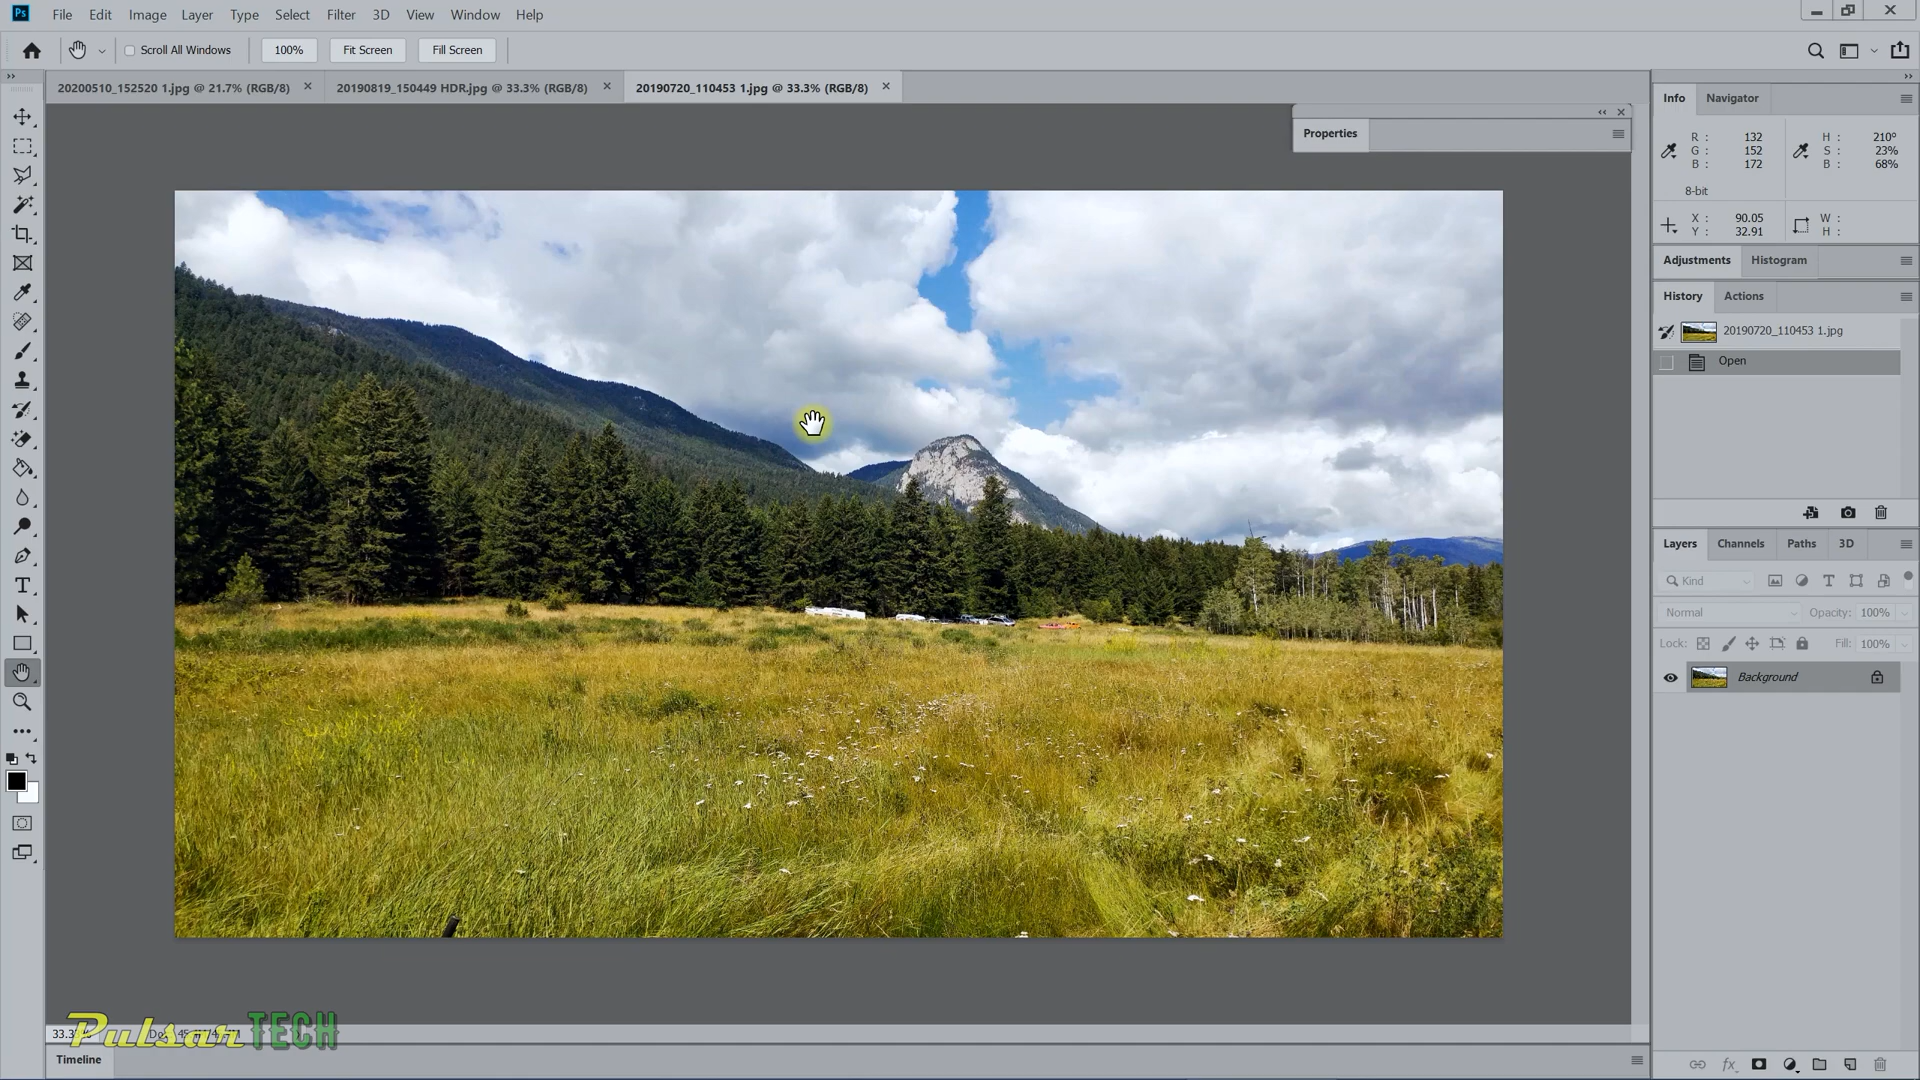 Ps File Edit Image Layer Type Select Filter 3D View Window Help
Scroll All Windows 100% Fit Screen Fill Screen
20200510_152520 1.jpg @ 21.7% (RGB/8) 20190819_150449 HDR.jpg @ 33.3% (RGB/8) 20190720_110453 1.jpg @ 33.3% (RGB/8)
Properties
Info Navigator
R : 132 H : 210º
G : 152 S : 23%
B : 172 B : 68%
8-bit
X : 90.05 W :
Y : 32.91 H :
Adjustments Histogram
History Actions
20190720_110453 1.jpg
Open
Layers Channels Paths 3D
Kind
Normal Opacity: 100%
Lock: Fill: 100%
Background
fx
T
Pulsar TECH
Timeline